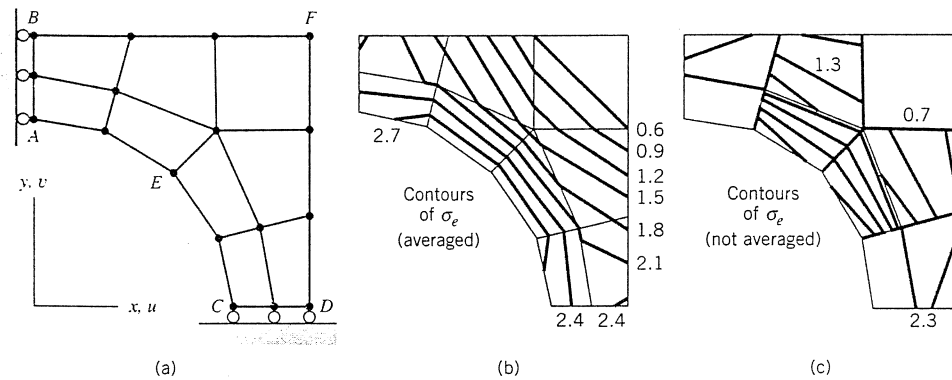 B
F
A
E
y, v
x, u
C
D
(a)
2.7
Contours
of σe
(averaged)
0.6
0.9
1.2
1.5
1.8
2.1
2.4 2.4
(b)
1.3
0.7
Contours
of σe
(not averaged)
2.3
(c)